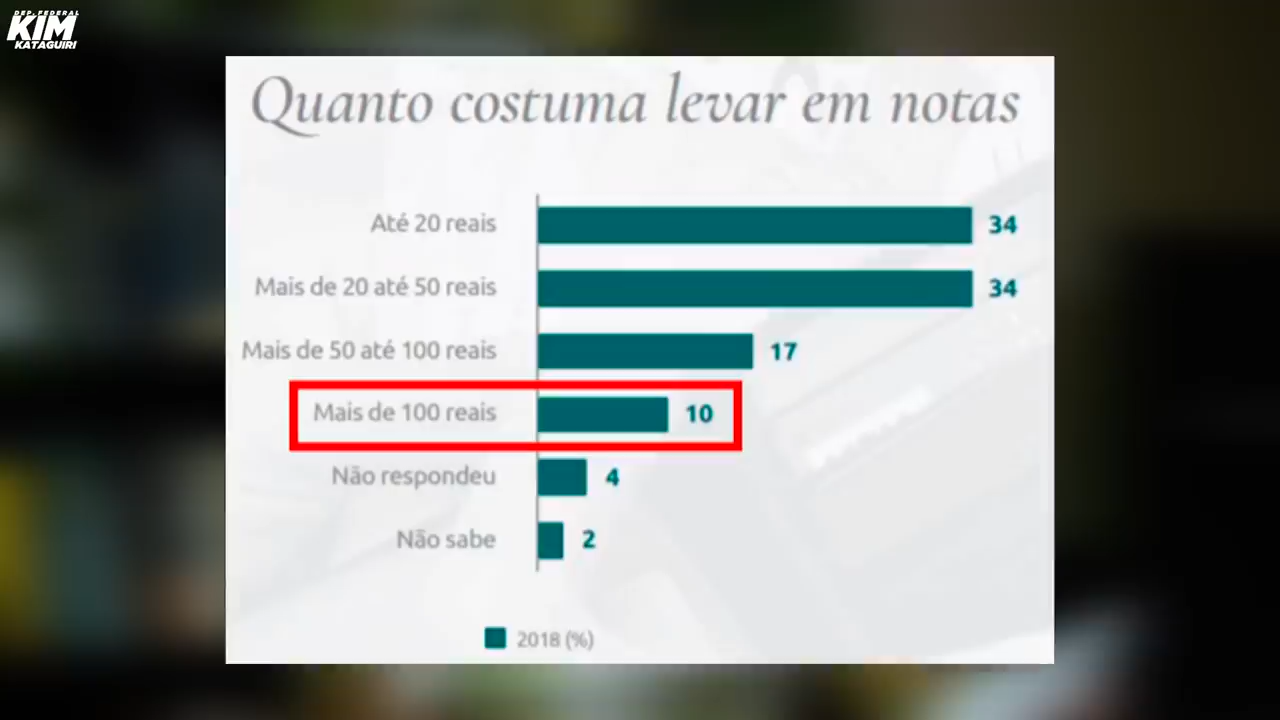 DEP. FEDERAL
KIM
KATAGUIRI
Quanto costuma levar em notas
Até 20 reais 34
Mais de 20 até 50 reais 34
Mais de 50 até 100 reais 17
Mais de 100 reais 10
Não respondeu 4
Não sabe 2
2018 (%)